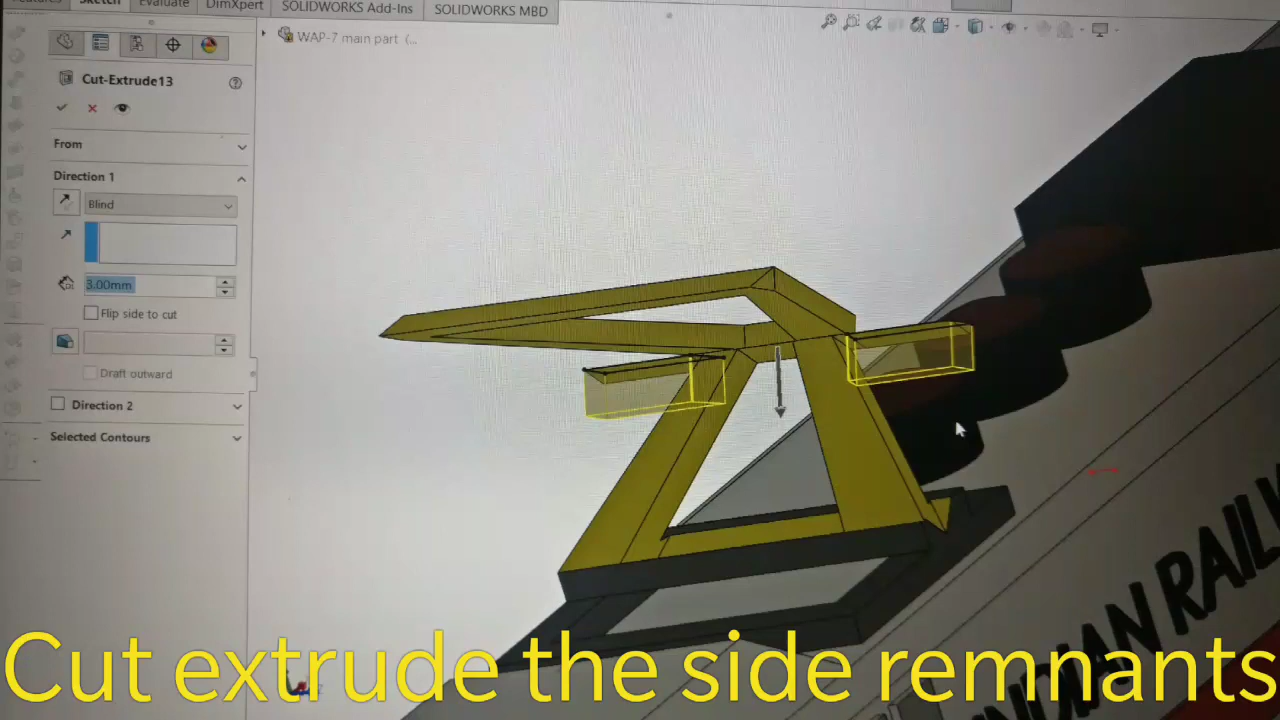 Features
Sketch
Evaluate
DimXpert
SOLIDWORKS Add-Ins
SOLIDWORKS MBD
WAP-7 main part (...
Cut-Extrude13
From
Direction 1
Blind
3.00mm
Flip side to cut
Draft outward
Direction 2
Selected Contours
INDIAN RAILW
Cut extrude the side remnants